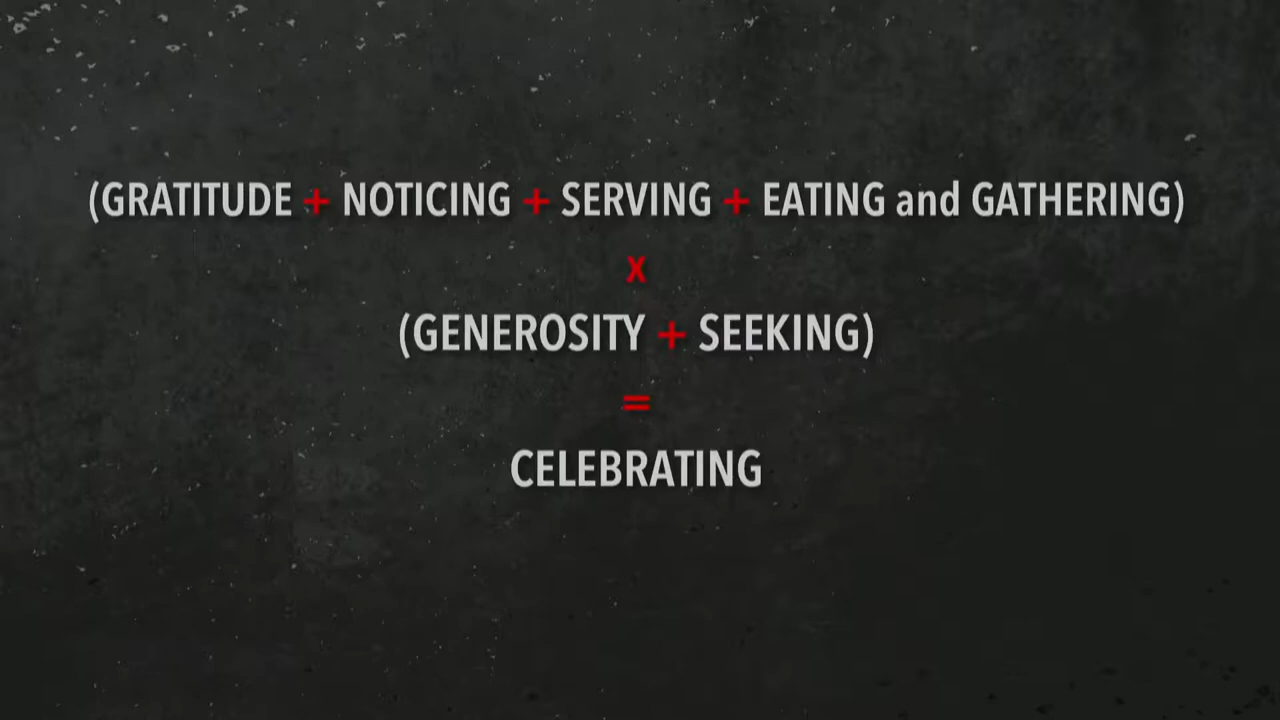 (GRATITUDE + NOTICING + SERVING + EATING and GATHERING)
x
(GENEROSITY + SEEKING)
=
CELEBRATING